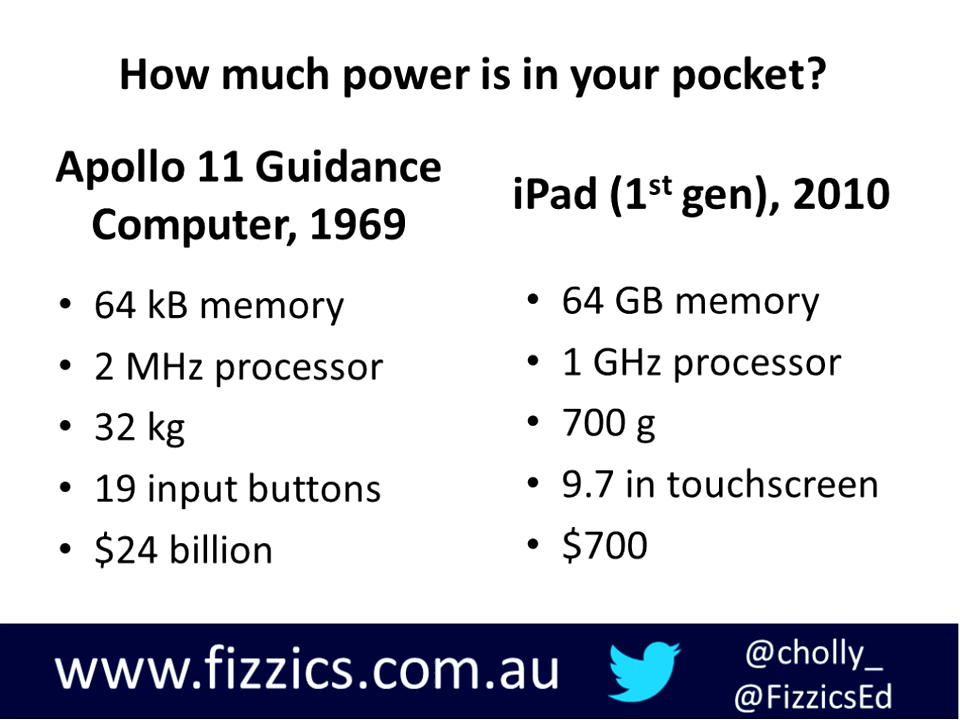 How much power is in your pocket?
Apollo 11 Guidance
Computer, 1969
• 64 kB memory
• 2 MHz processor
• 32 kg
• 19 input buttons
• $24 billion
iPad (1st gen), 2010
• 64 GB memory
• 1 GHz processor
• 700 g
• 9.7 in touchscreen
• $700
www.fizzics.com.au
@cholly_
@FizzicsEd